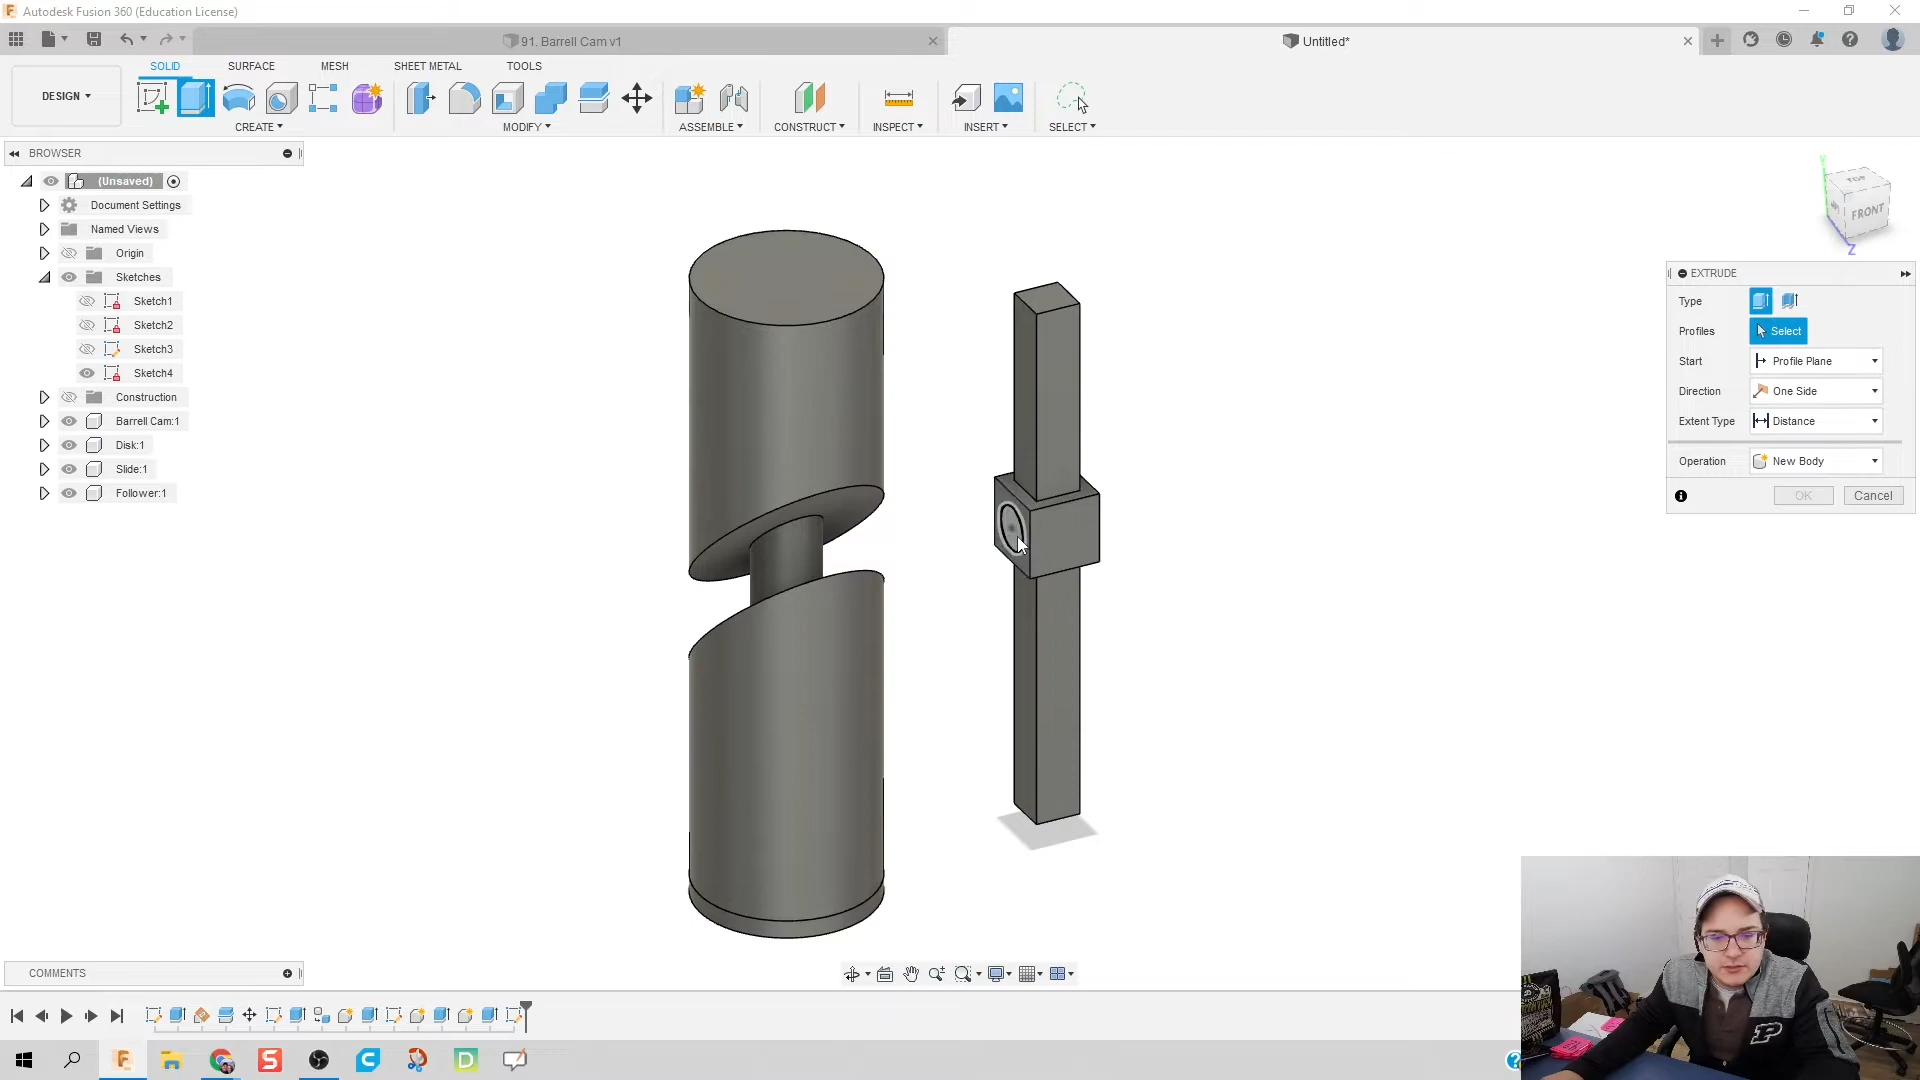 Autodesk Fusion 360 (Education License)
91. Barrell Cam v1
Untitled*
DESIGN
SOLID
SURFACE
MESH
SHEET METAL
TOOLS
CREATE
MODIFY
ASSEMBLE
CONSTRUCT
INSPECT
INSERT
SELECT
BROWSER
(Unsaved)
Document Settings
Named Views
Origin
Sketches
Sketch1
Sketch2
Sketch3
Sketch4
Construction
Barrell Cam:1
Disk:1
Slide:1
Follower:1
Y
TOP
FRONT
Z
EXTRUDE
Type
Profiles
Select
Start
Profile Plane
Direction
One Side
Extent Type
Distance
Operation
New Body
OK
Cancel
COMMENTS